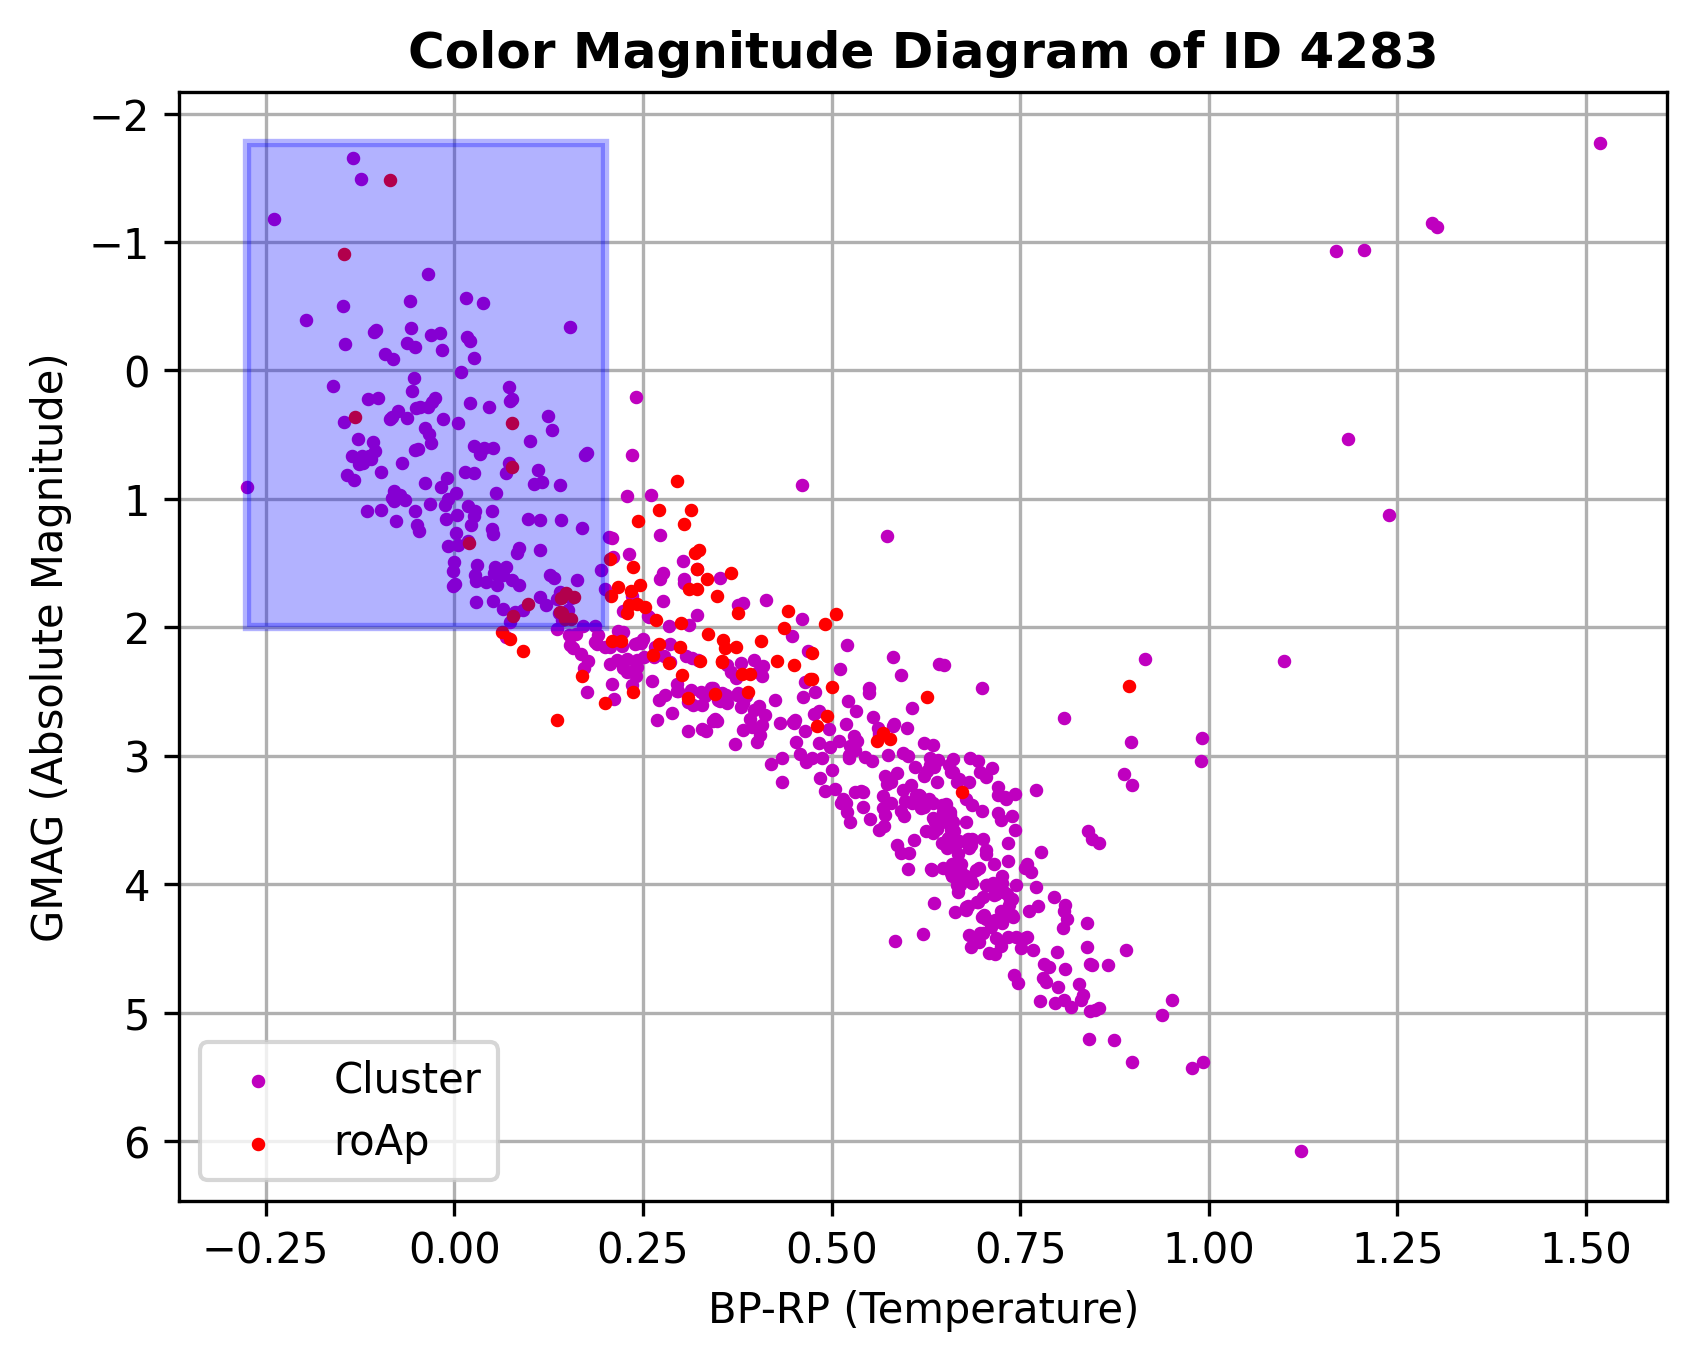 Color Magnitude Diagram of ID 4283
−2
−1
0
1
2
3
4
5
6
GMAG (Absolute Magnitude)
Cluster
roAp
−0.25 0.00 0.25 0.50 0.75 1.00 1.25 1.50
BP-RP (Temperature)